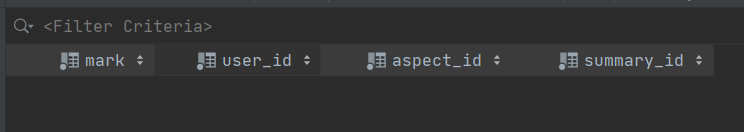 <Filter Criteria>
mark user_id aspect_id summary_id